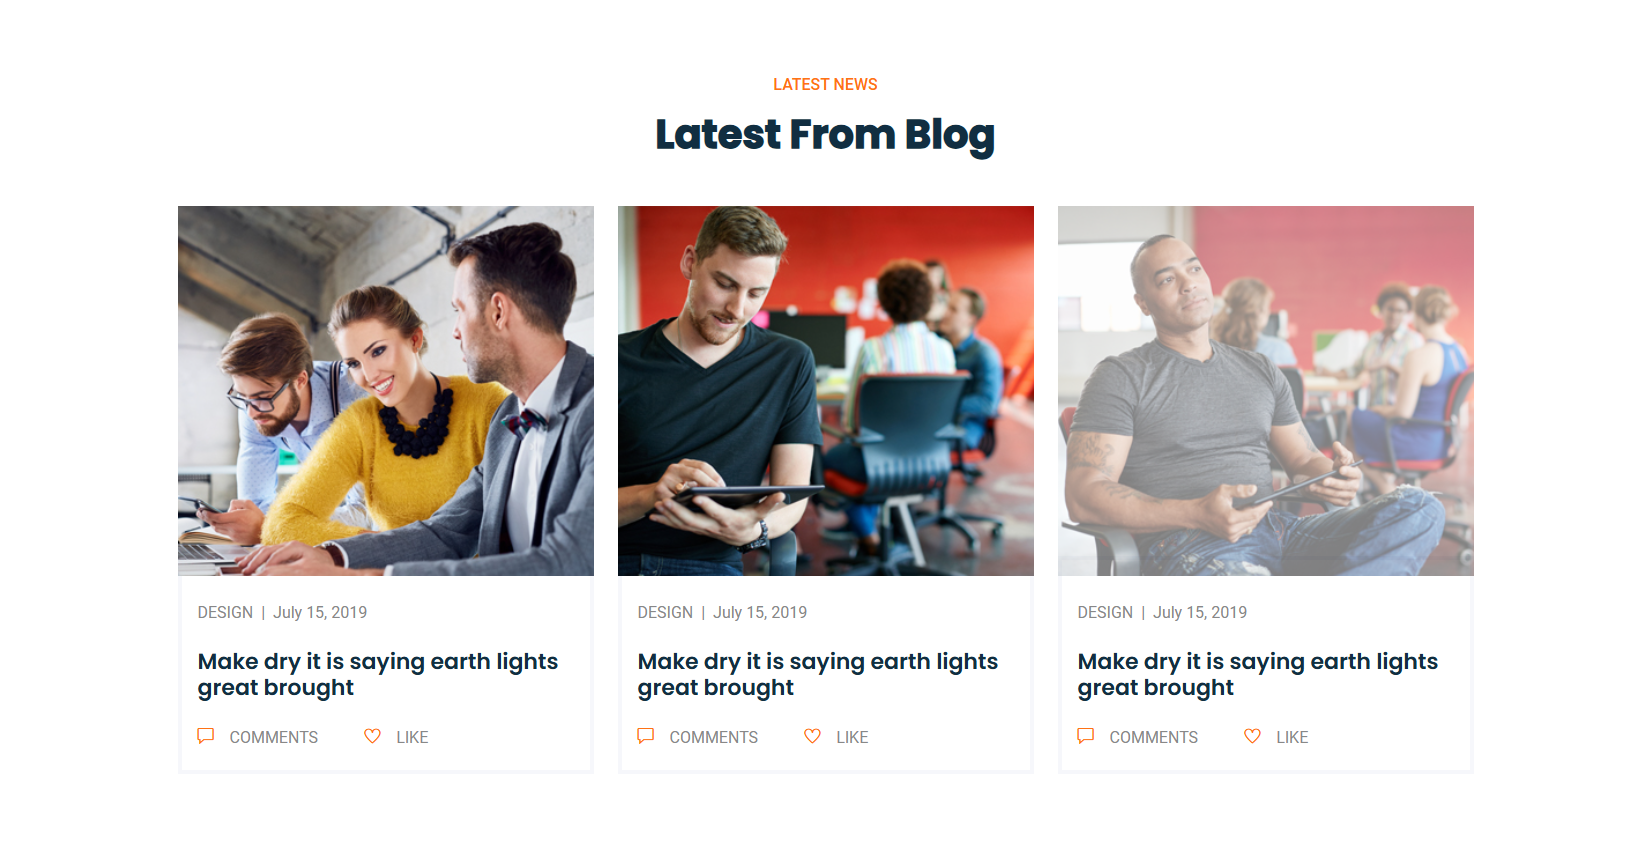 LATEST NEWS
Latest From Blog
DESIGN | July 15, 2019
Make dry it is saying earth lights
great brought
COMMENTS LIKE
DESIGN | July 15, 2019
Make dry it is saying earth lights
great brought
COMMENTS LIKE
DESIGN | July 15, 2019
Make dry it is saying earth lights
great brought
COMMENTS LIKE